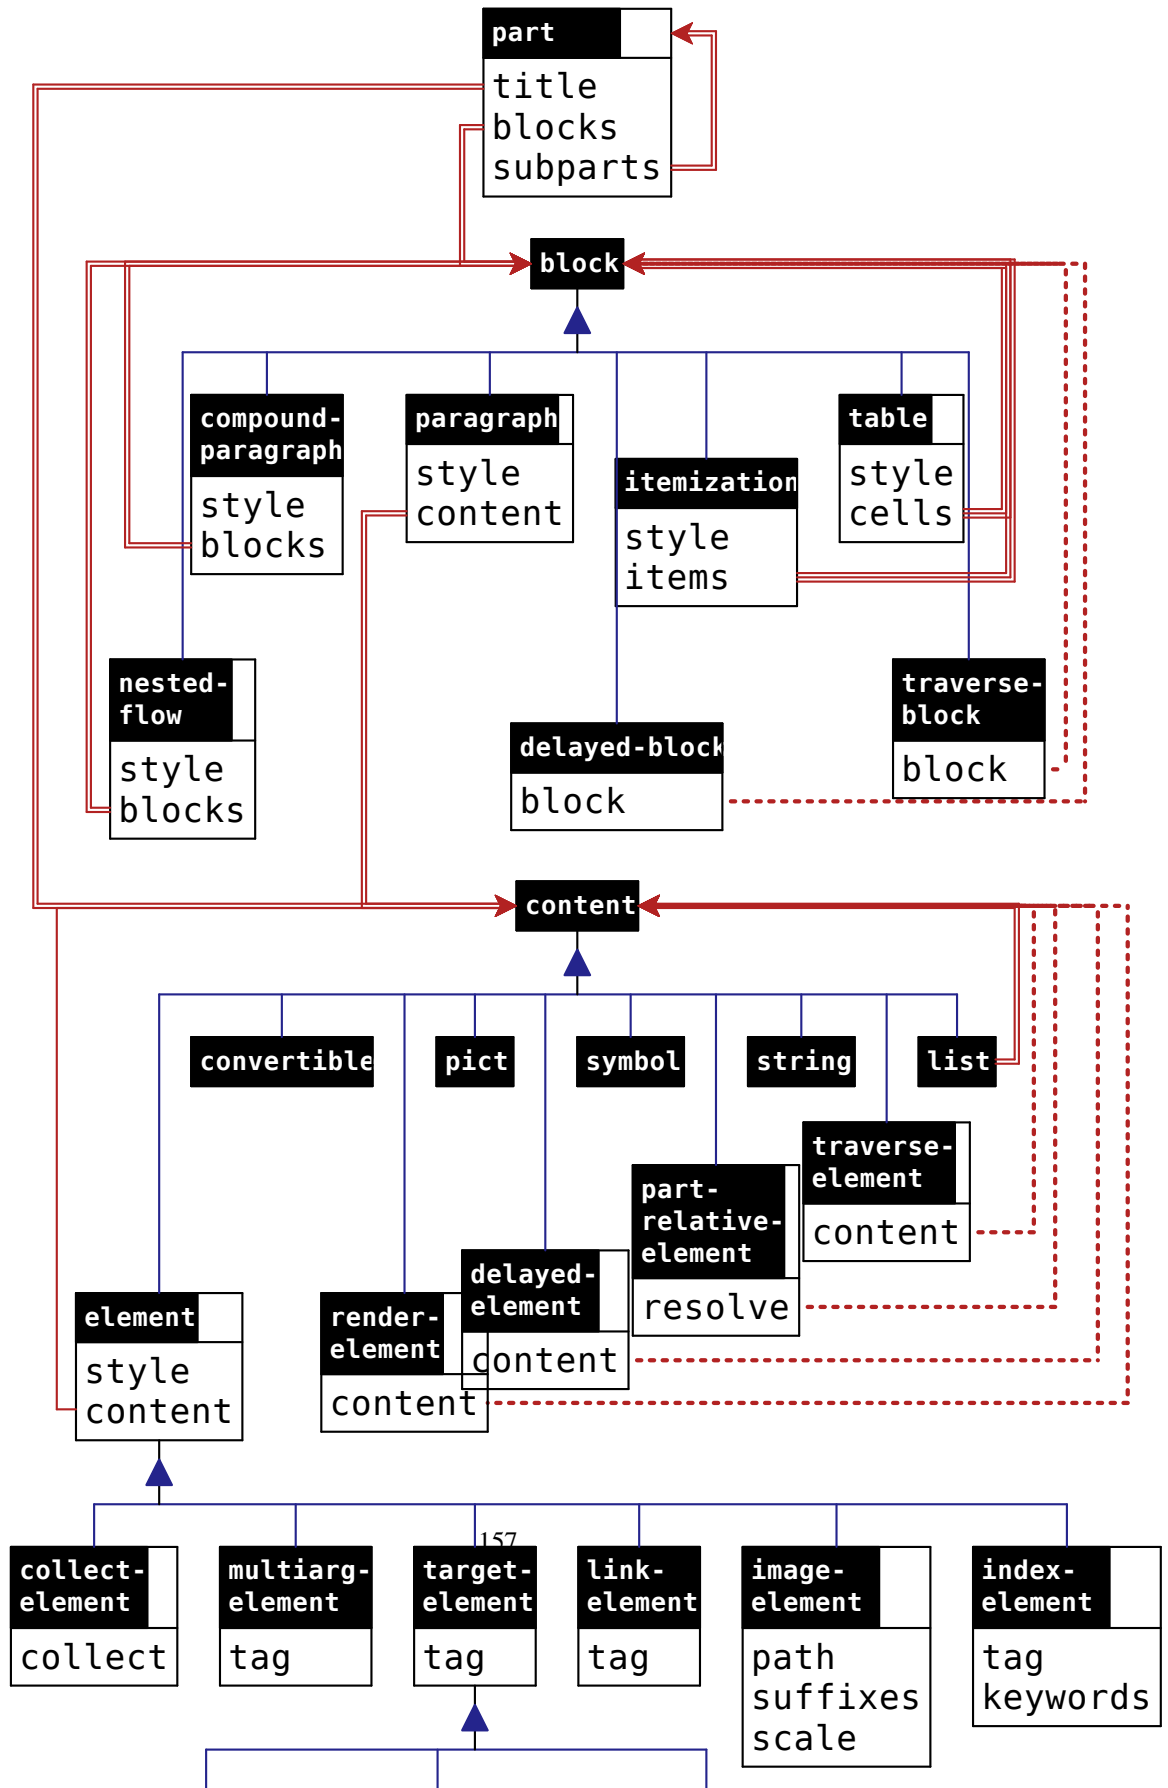 part
title
blocks
subparts
block
compound-
paragraph
style
blocks
paragraph
style
content
itemization
style
items
table
style
cells
nested-
flow
style
blocks
delayed-block
block
traverse-
block
block
content
convertible
pict
symbol
string
list
traverse-
element
content
part-
relative-
element
resolve
delayed-
element
content
render-
element
content
element
style
content
157
collect-
element
collect
multiarg-
element
tag
target-
element
tag
link-
element
tag
image-
element
path
suffixes
scale
index-
element
tag
keywords